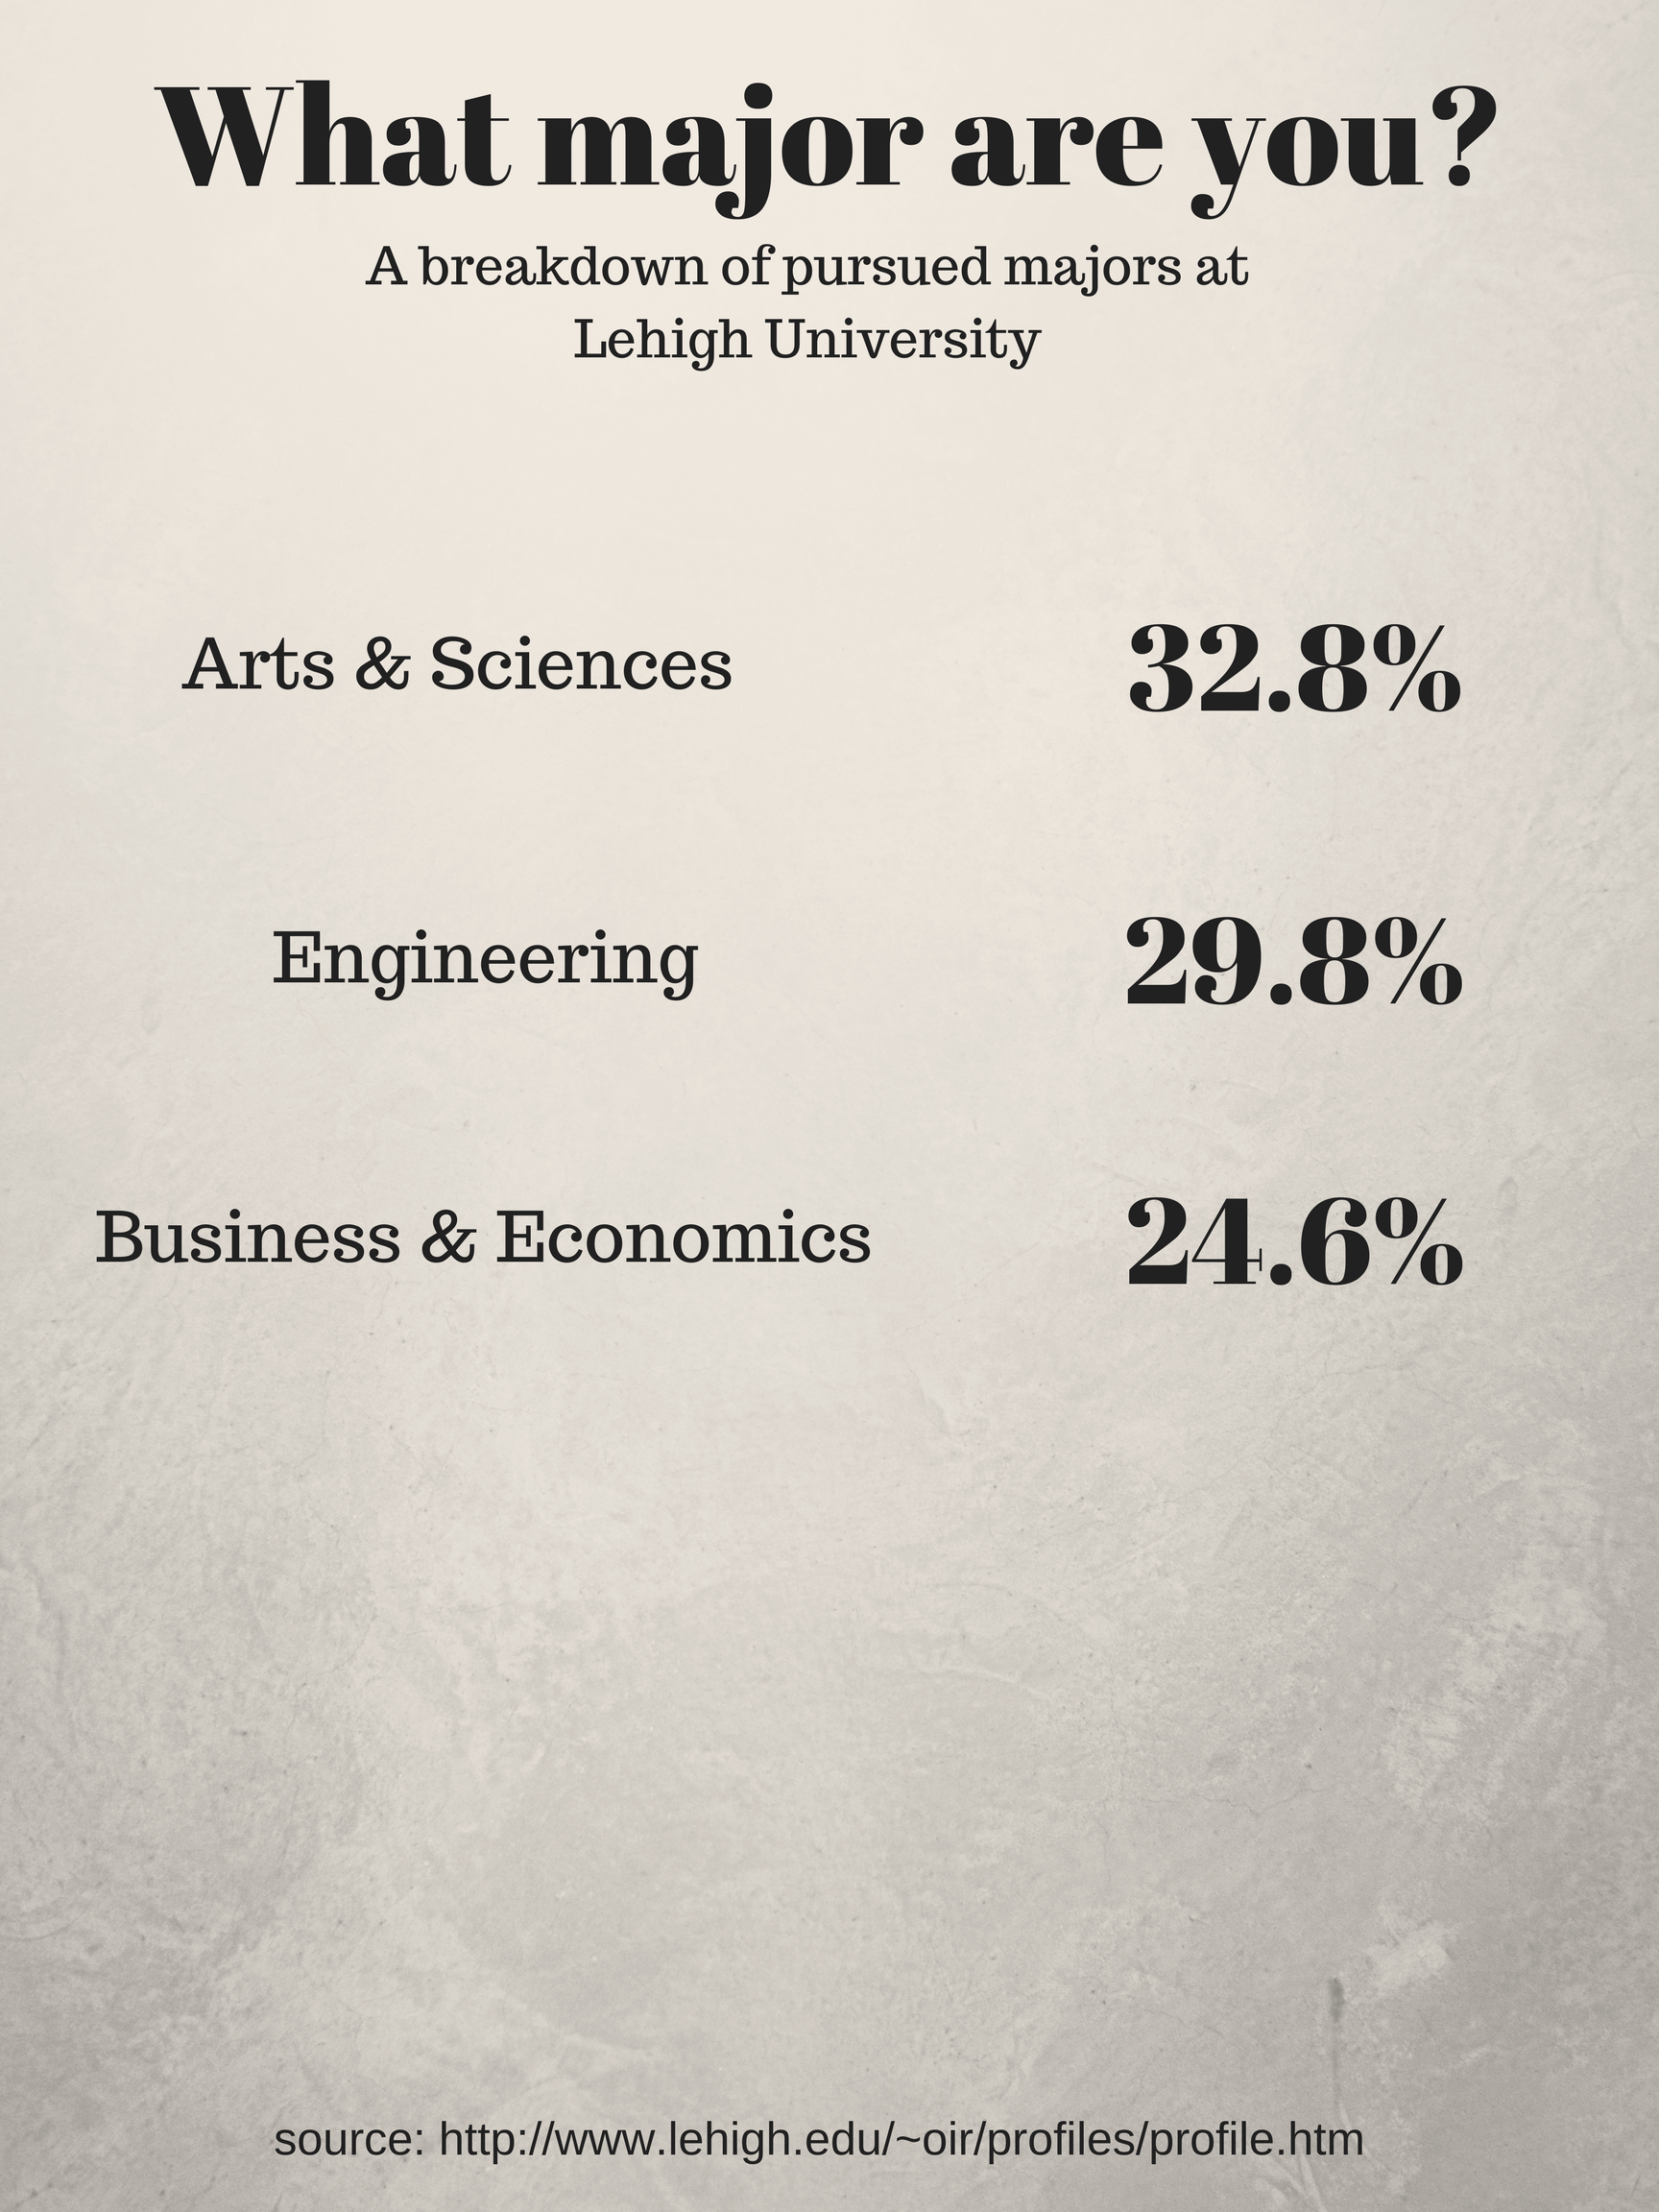 What major are you?
A breakdown of pursued majors at
Lehigh University
Arts & Sciences 32.8%
Engineering 29.8%
Business & Economics 24.6%
source: http://www.lehigh.edu/~oir/profiles/profile.htm